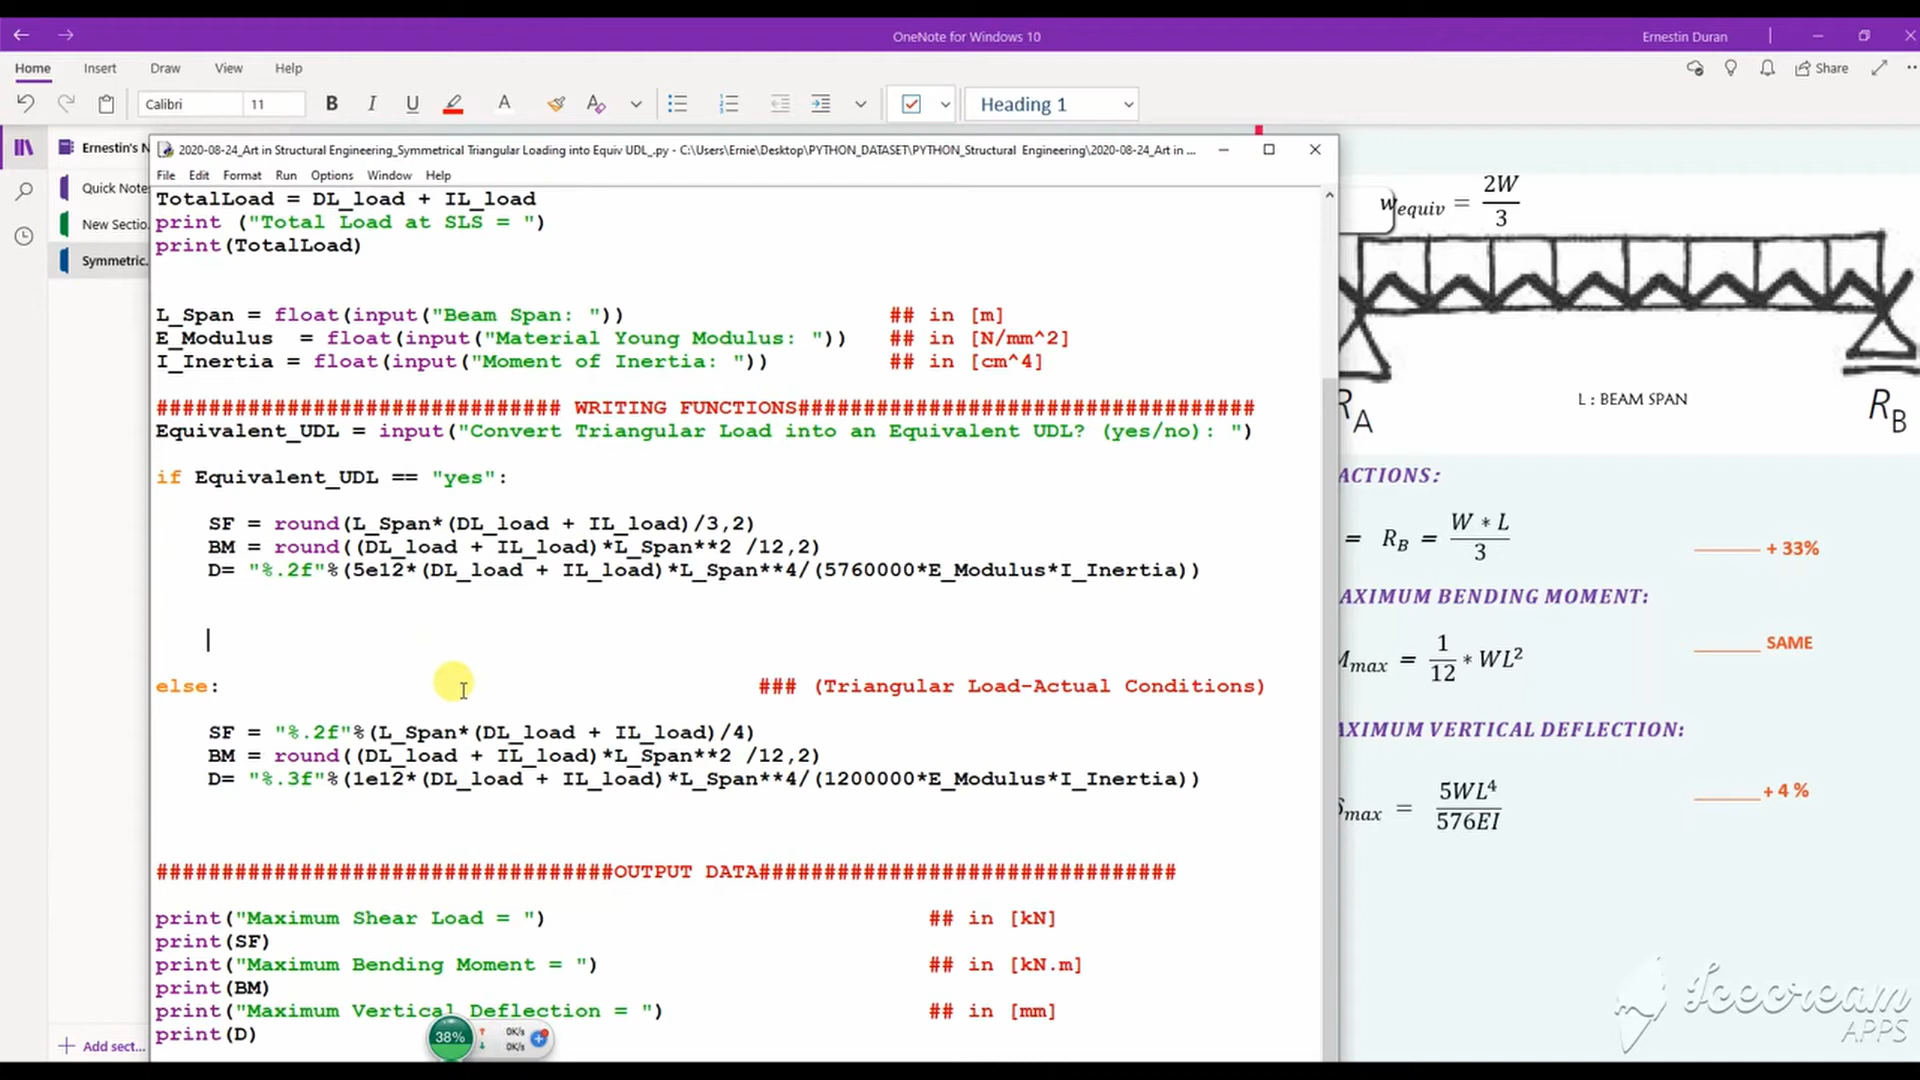 OneNote for Windows 10
Ernestin Duran
Home
Insert
Draw
View
Help
Share
Calibri
11
B
I
U
A
Heading 1
Ernestin's N
Quick Note
New Sectio.
Symmetric.
Add sect...
2020-08-24_Art in Structural Engineering_Symmetrical Triangular Loading into Equiv UDL_.py - C:\Users\Ernie\Desktop\PYTHON_DATASET\PYTHON_Structural Engineering\2020-08-24_Art in ...
File Edit Format Run Options Window Help
TotalLoad = DL_load + IL_load
print ("Total Load at SLS = ")
print(TotalLoad)
L_Span = float(input("Beam Span: ")) ## in [m]
E_Modulus = float(input("Material Young Modulus: ")) ## in [N/mm^2]
I_Inertia = float(input("Moment of Inertia: ")) ## in [cm^4]
############################### WRITING FUNCTIONS###################################
Equivalent_UDL = input("Convert Triangular Load into an Equivalent UDL? (yes/no): ")
if Equivalent_UDL == "yes":
SF = round(L_Span*(DL_load + IL_load)/3,2)
BM = round((DL_load + IL_load)*L_Span**2 /12,2)
D= "%.2f"%(5e12*(DL_load + IL_load)*L_Span**4/(5760000*E_Modulus*I_Inertia))
else: ### (Triangular Load-Actual Conditions)
SF = "%.2f"%(L_Span*(DL_load + IL_load)/4)
BM = round((DL_load + IL_load)*L_Span**2 /12,2)
D= "%.3f"%(1e12*(DL_load + IL_load)*L_Span**4/(1200000*E_Modulus*I_Inertia))
###################################OUTPUT DATA################################
print("Maximum Shear Load = ") ## in [kN]
print(SF)
print("Maximum Bending Moment = ") ## in [kN.m]
print(BM)
print("Maximum Vertical Deflection = ") ## in [mm]
print(D)
38%
0K/s
0K/s
wequiv = 2W/3
L : BEAM SPAN
RA
RB
ACTIONS:
= RB = W * L/3
+ 33%
AXIMUM BENDING MOMENT:
Mmax = 1/12 * WL²
SAME
AXIMUM VERTICAL DEFLECTION:
δmax = 5WL⁴/576EI
+ 4 %
Icecream
APPS